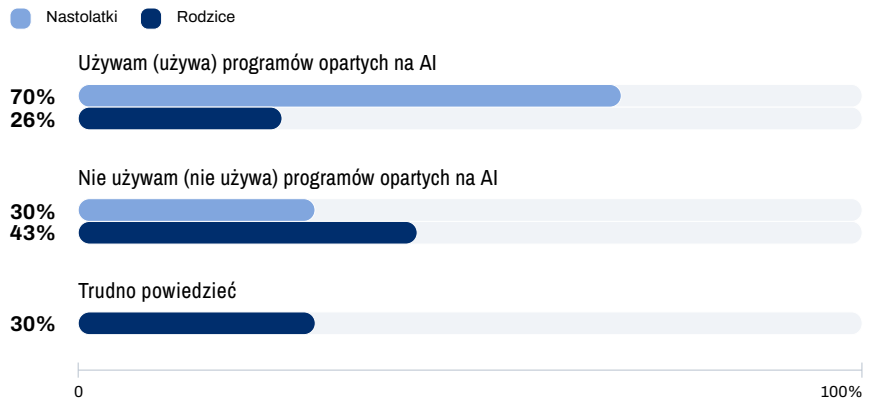 Nastolatki Rodzice
Używam (używa) programów opartych na AI
70%
26%
Nie używam (nie używa) programów opartych na AI
30%
43%
Trudno powiedzieć
30%
0 100%